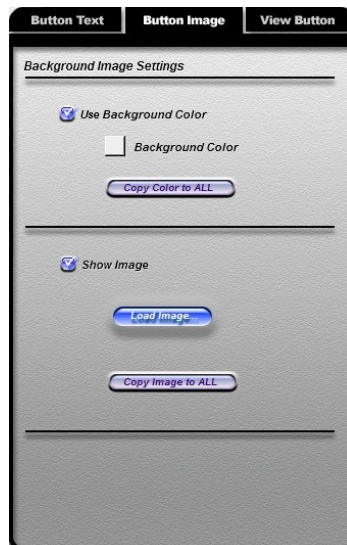 Button Text Button Image View Button
Background Image Settings
Use Background Color
Background Color
Copy Color to ALL
Show Image
Load Image...
Copy Image to ALL